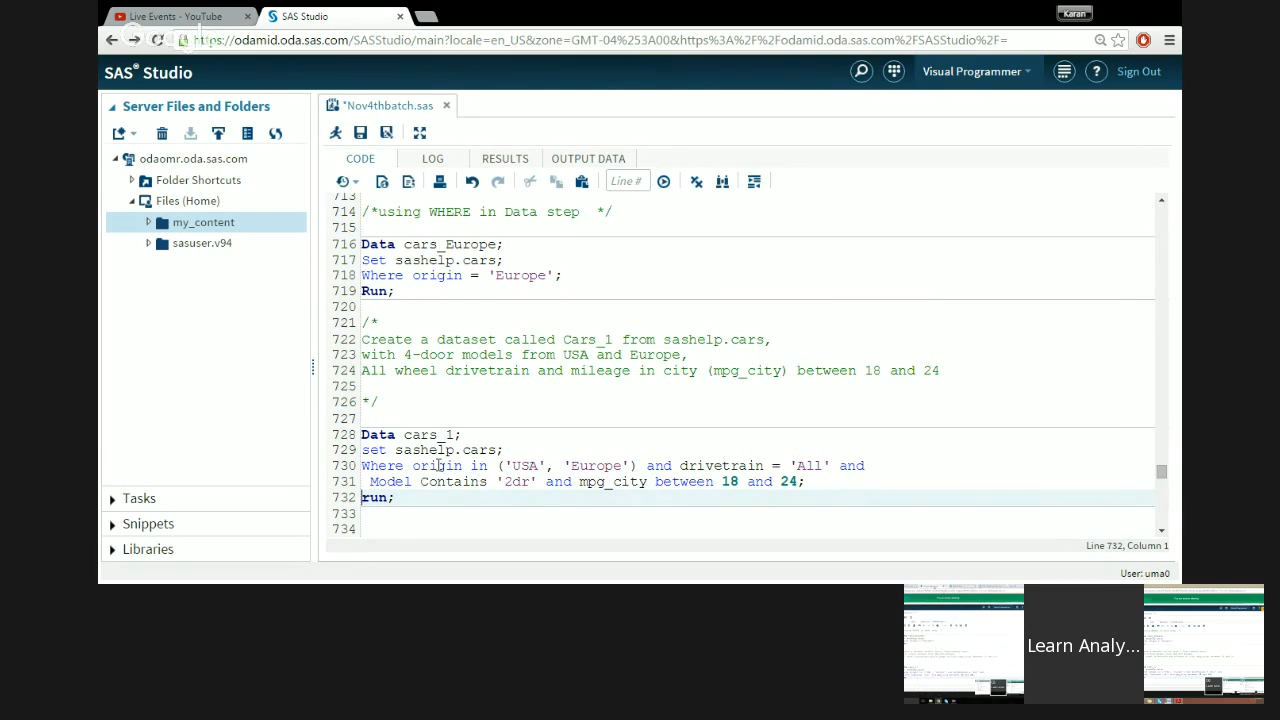 Live Events - YouTube
SAS Studio
Karan
https://odamid.oda.sas.com/SASStudio/main?locale=en_US&zone=GMT-04%253A00&https%3A%2F%2Fodamid.oda.sas.com%2FSASStudio%2F=
SAS® Studio
Visual Programmer
Sign Out
Server Files and Folders
odaomr.oda.sas.com
Folder Shortcuts
Files (Home)
my_content
sasuser.v94
Tasks
Snippets
Libraries
*Nov4thbatch.sas
CODE
LOG
RESULTS
OUTPUT DATA
Line #
713
714 /*using WHERE in Data step */
715
716 Data cars_Europe;
717 Set sashelp.cars;
718 Where origin = 'Europe';
719 Run;
720
721 /*
722 Create a dataset called Cars_1 from sashelp.cars,
723 with 4-door models from USA and Europe,
724 All wheel drivetrain and mileage in city (mpg_city) between 18 and 24
725
726 */
727
728 Data cars_1;
729 set sashelp.cars;
730 Where origin in ('USA', 'Europe') and drivetrain = 'All' and
731 Model Contains '2dr' and mpg_city between 18 and 24;
732 run;
733
734
Line 732, Column 1
User: uma0
Learn Analy...